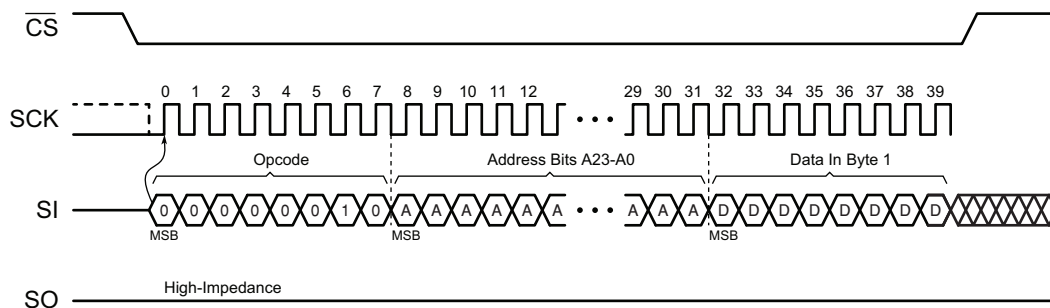 CS
0 1 2 3 4 5 6 7 8 9 10 11 12 29 30 31 32 33 34 35 36 37 38 39
SCK
Opcode Address Bits A23-A0 Data In Byte 1
SI 0 0 0 0 0 0 1 0 A A A A A A A A A D D D D D D D D
MSB MSB MSB
High-Impedance
SO